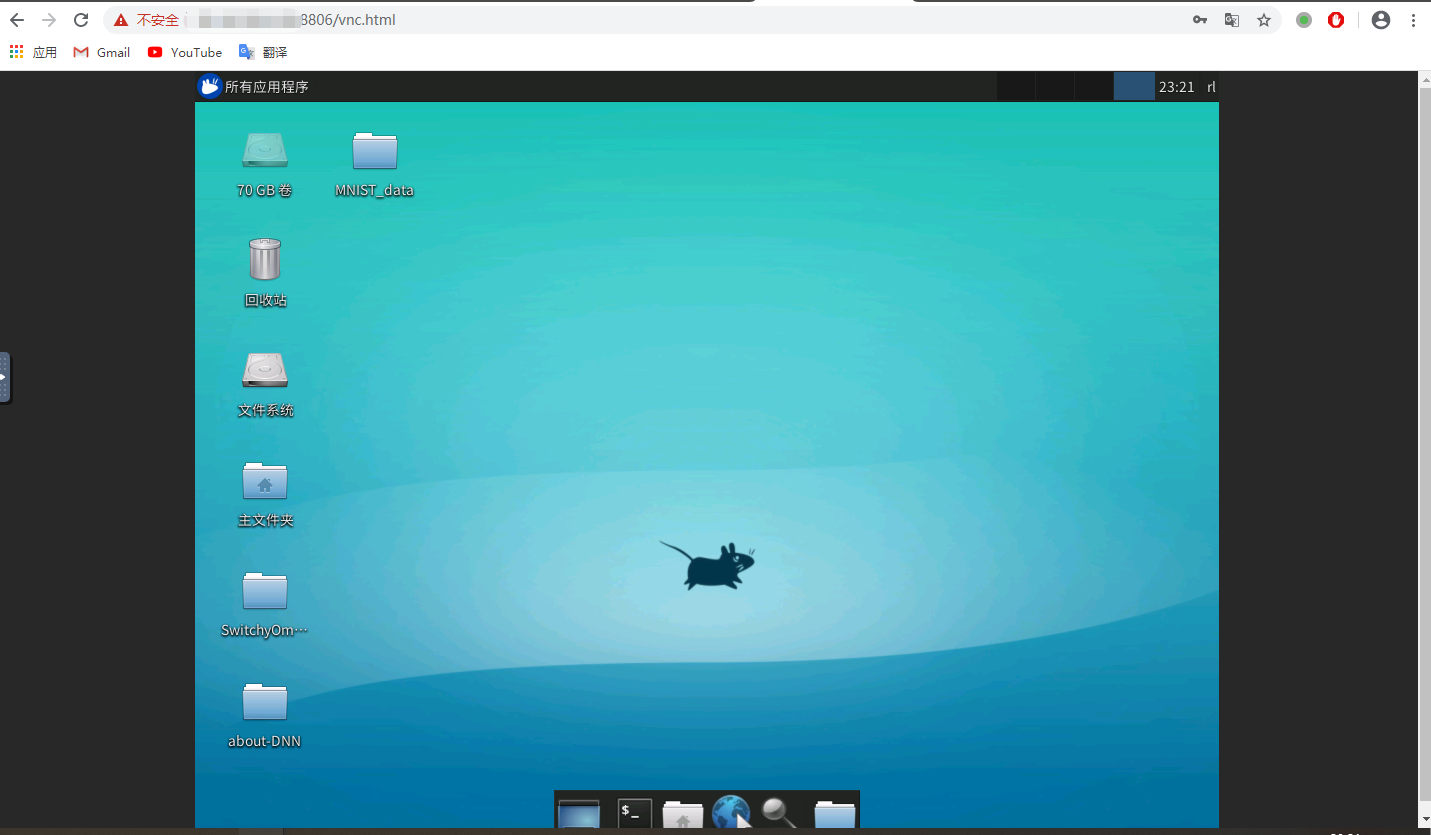 不安全 8806/vnc.html
应用 Gmail YouTube 翻译
所有应用程序 23:21 rl
70 GB 卷 MNIST_data
回收站
文件系统
主文件夹
SwitchyOm…
about-DNN
$_